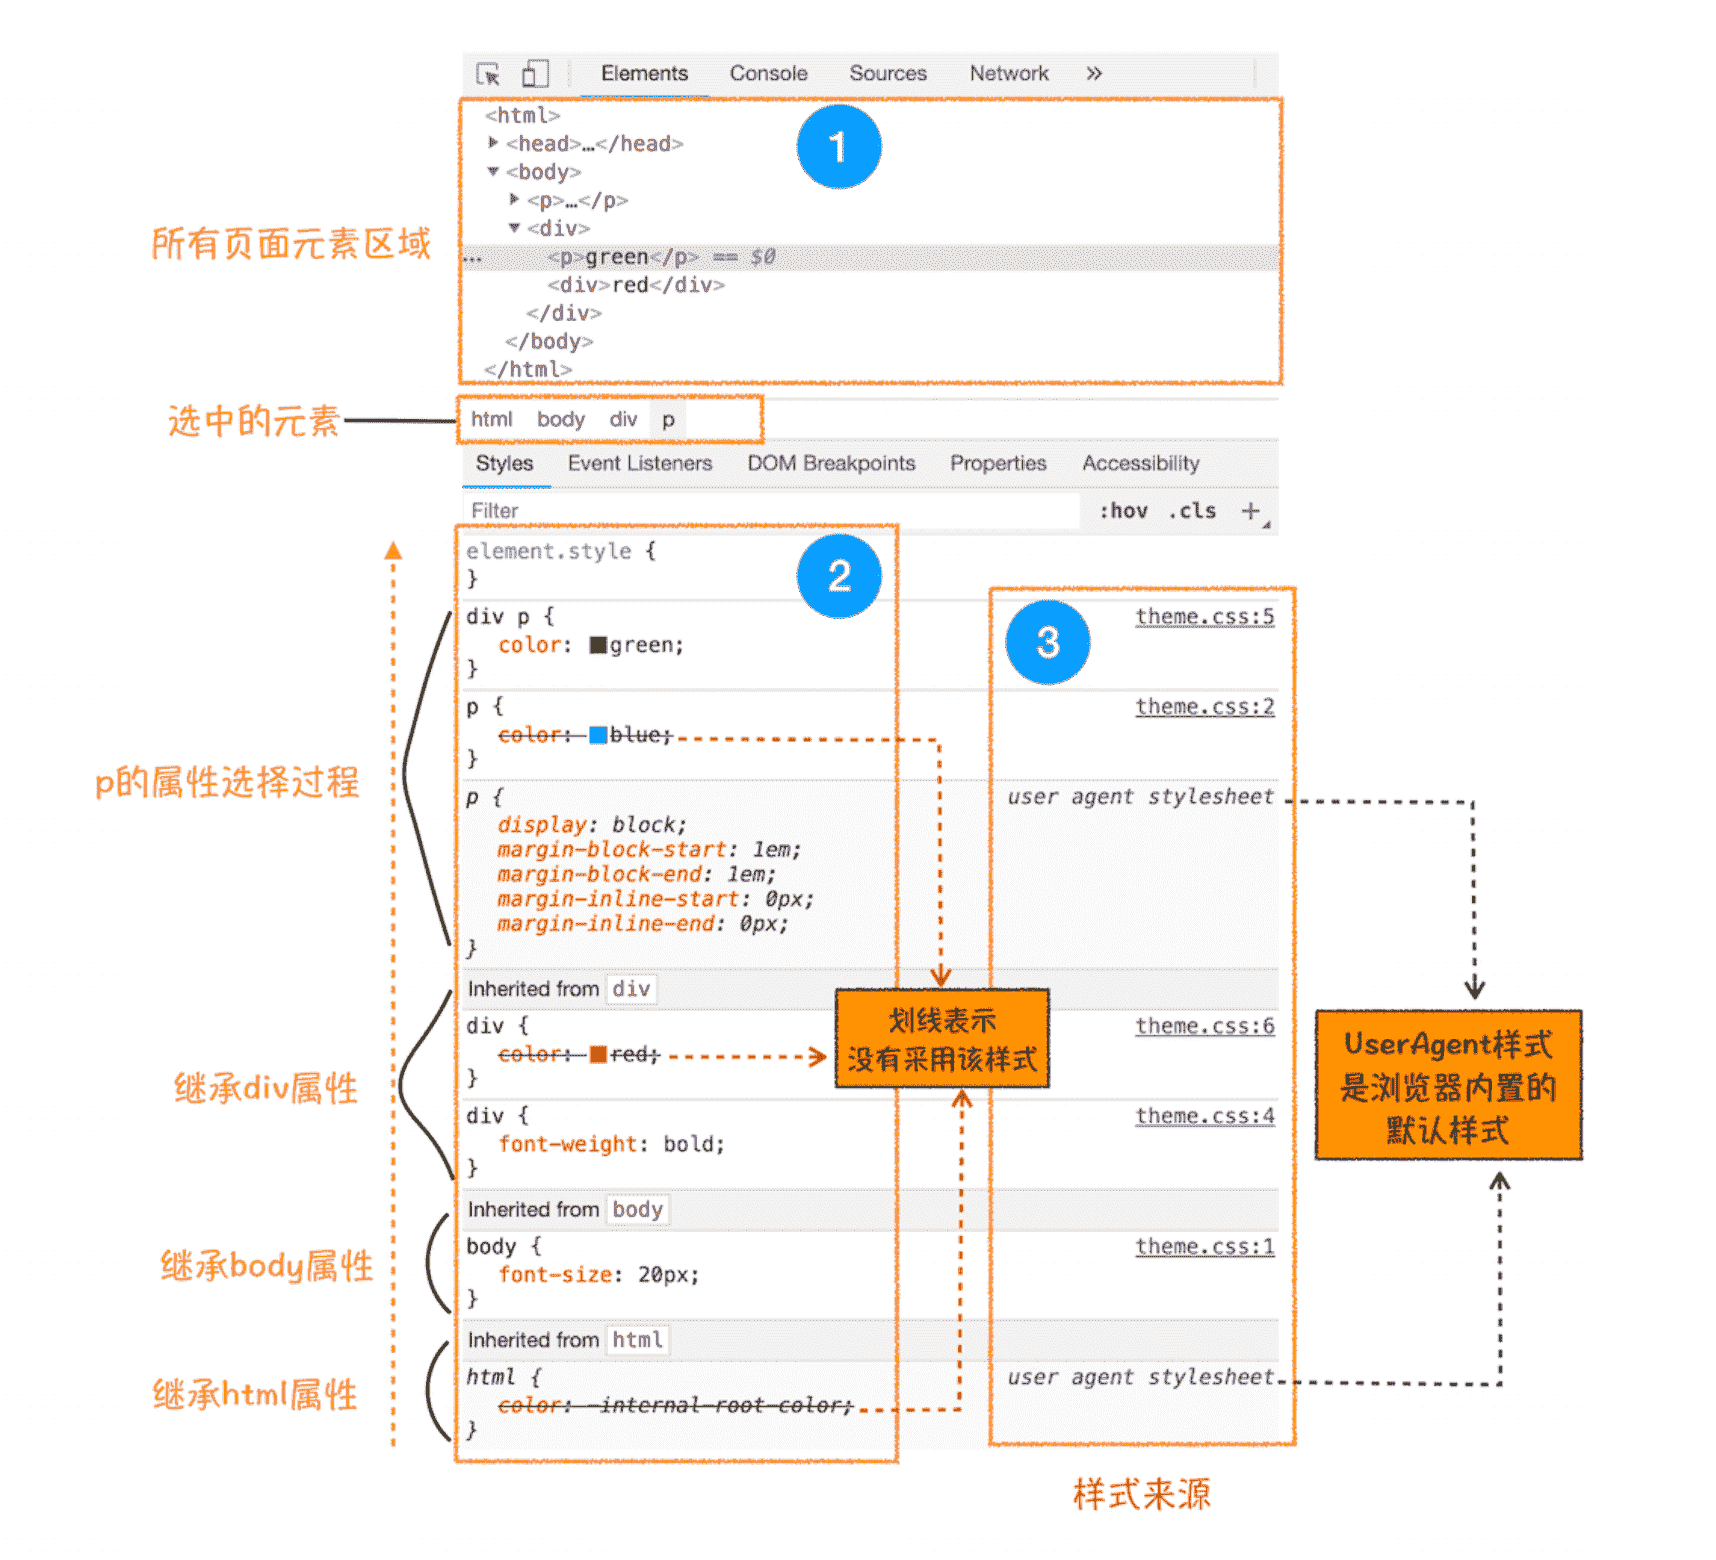 Elements Console Sources Network »
<html>
<head>…</head>
1
<body>
<p>…</p>
<div>
所有页面元素区域
… <p>green</p> == $0
<div>red</div>
</div>
</body>
</html>
选中的元素
html body div p
Styles Event Listeners DOM Breakpoints Properties Accessibility
Filter :hov .cls +
element.style {
}
2
div p { theme.css:5
color: green;
}
3
p { theme.css:2
color: blue;
}
p的属性选择过程
p { user agent stylesheet
display: block;
margin-block-start: 1em;
margin-block-end: 1em;
margin-inline-start: 0px;
margin-inline-end: 0px;
}
Inherited from div
划线表示
没有采用该样式
div { theme.css:6
color: red;
}
UserAgent样式
是浏览器内置的
默认样式
继承div属性
div { theme.css:4
font-weight: bold;
}
Inherited from body
继承body属性
body { theme.css:1
font-size: 20px;
}
Inherited from html
继承html属性
html { user agent stylesheet
color: -internal-root-color;
}
样式来源